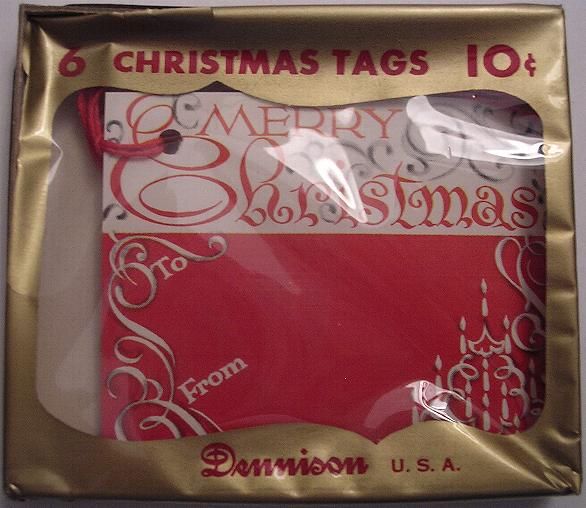 6 CHRISTMAS TAGS 10¢
MERRY
Christmas
To
From
Dennison U.S.A.